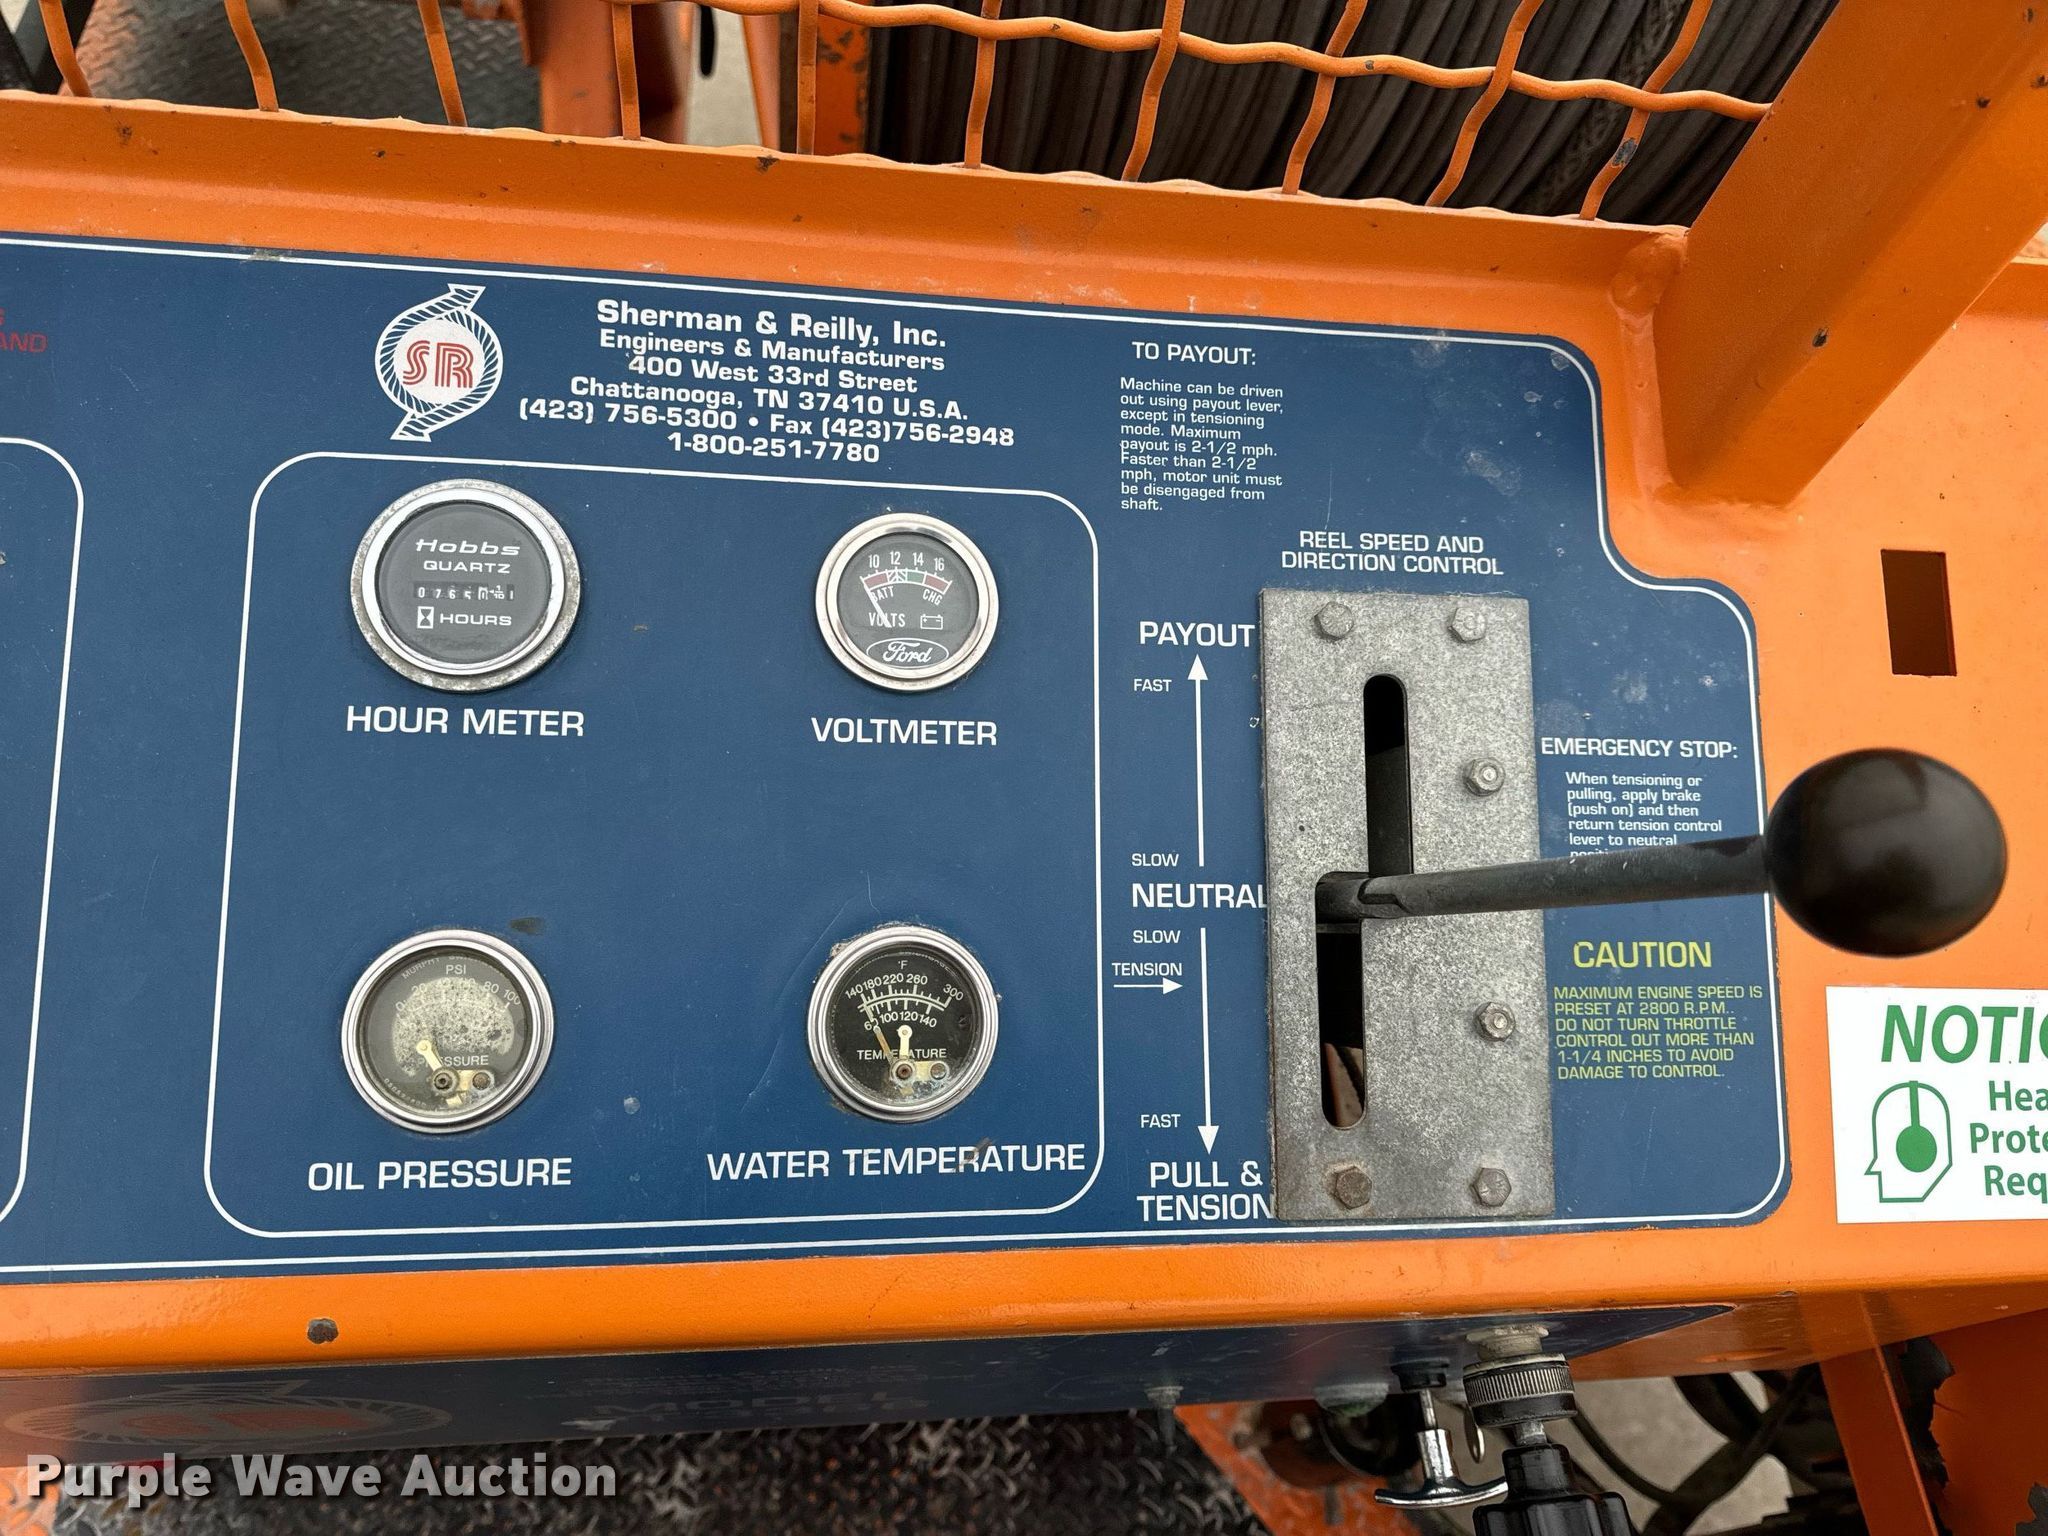 AND
SR
Sherman & Reilly, Inc.
Engineers & Manufacturers
400 West 33rd Street
Chattanooga, TN 37410 U.S.A.
(423) 756-5300 • Fax (423)756-2948
1-800-251-7780
TO PAYOUT:
Machine can be driven
out using payout lever,
except in tensioning
mode. Maximum
payout is 2-1/2 mph.
Faster than 2-1/2
mph, motor unit must
be disengaged from
shaft.
Hobbs
QUARTZ
HOURS
HOUR METER
10 12 14 16
BATT CHG
VOLTS
Ford
VOLTMETER
PSI
20 80 100
PRESSURE
OIL PRESSURE
°F
140 180 220 260 300
60 100 120 140
TEMPERATURE
WATER TEMPERATURE
REEL SPEED AND
DIRECTION CONTROL
PAYOUT
FAST
SLOW
NEUTRAL
SLOW
TENSION
FAST
PULL &
TENSION
EMERGENCY STOP:
When tensioning or
pulling, apply brake
(push on) and then
return tension control
lever to neutral
CAUTION
MAXIMUM ENGINE SPEED IS
PRESET AT 2800 R.P.M..
DO NOT TURN THROTTLE
CONTROL OUT MORE THAN
1-1/4 INCHES TO AVOID
DAMAGE TO CONTROL.
NOTIC
Hea
Prote
Req
MODEL
Purple Wave Auction